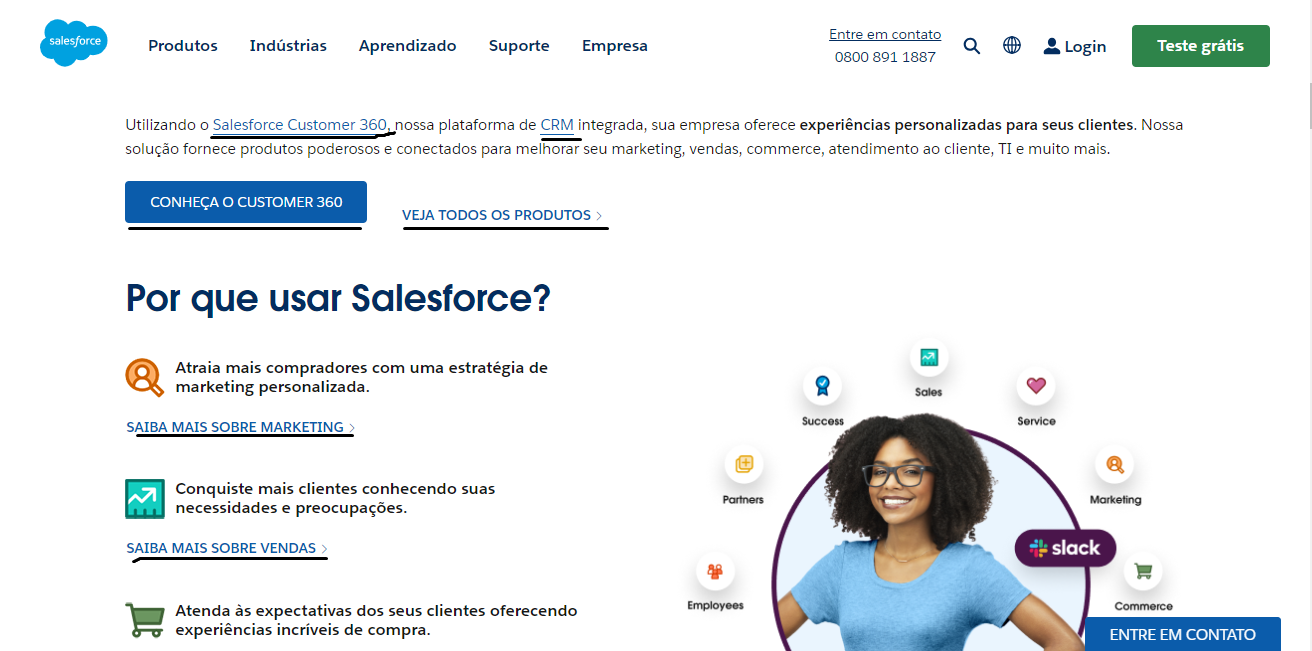 salesforce
Produtos Indústrias Aprendizado Suporte Empresa
Entre em contato
0800 891 1887
Login
Teste grátis
Utilizando o Salesforce Customer 360, nossa plataforma de CRM integrada, sua empresa oferece experiências personalizadas para seus clientes. Nossa
solução fornece produtos poderosos e conectados para melhorar seu marketing, vendas, commerce, atendimento ao cliente, TI e muito mais.
CONHEÇA O CUSTOMER 360
VEJA TODOS OS PRODUTOS
Por que usar Salesforce?
Atraia mais compradores com uma estratégia de
marketing personalizada.
SAIBA MAIS SOBRE MARKETING
Conquiste mais clientes conhecendo suas
necessidades e preocupações.
SAIBA MAIS SOBRE VENDAS
Atenda às expectativas dos seus clientes oferecendo
experiências incríveis de compra.
Sales
Success
Service
Partners
Marketing
slack
Employees
Commerce
ENTRE EM CONTATO